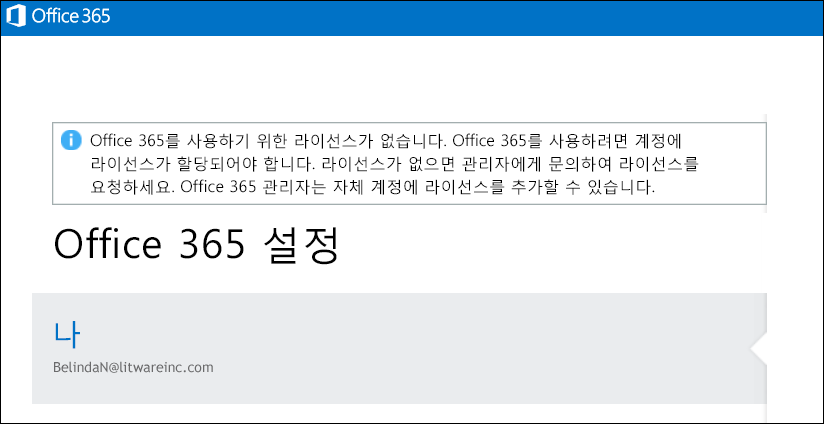 Office 365
Office 365를 사용하기 위한 라이선스가 없습니다. Office 365를 사용하려면 계정에
라이선스가 할당되어야 합니다. 라이선스가 없으면 관리자에게 문의하여 라이선스를
요청하세요. Office 365 관리자는 자체 계정에 라이선스를 추가할 수 있습니다.
Office 365 설정
나
BelindaN@litwareinc.com